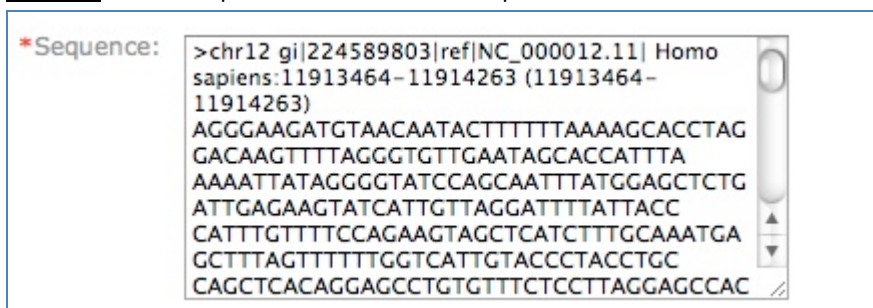 *Sequence:
>chr12 gi|224589803|ref|NC_000012.11| Homo
sapiens:11913464-11914263 (11913464-
11914263)
AGGGAAGATGTAACAATACTTTTTTAAAAGCACCTAG
GACAAGTTTTAGGGTGTTGAATAGCACCATTTA
AAAATTATAGGGGTATCCAGCAATTTATGGAGCTCTG
ATTGAGAAGTATCATTGTTAGGATTTTATTACC
CATTTGTTTTCCAGAAGTAGCTCATCTTTGCAAATGA
GCTTTAGTTTTTTGGTCATTGTACCCTACCTGC
CAGCTCACAGGAGCCTGTGTTTCTCCTTAGGAGCCAC